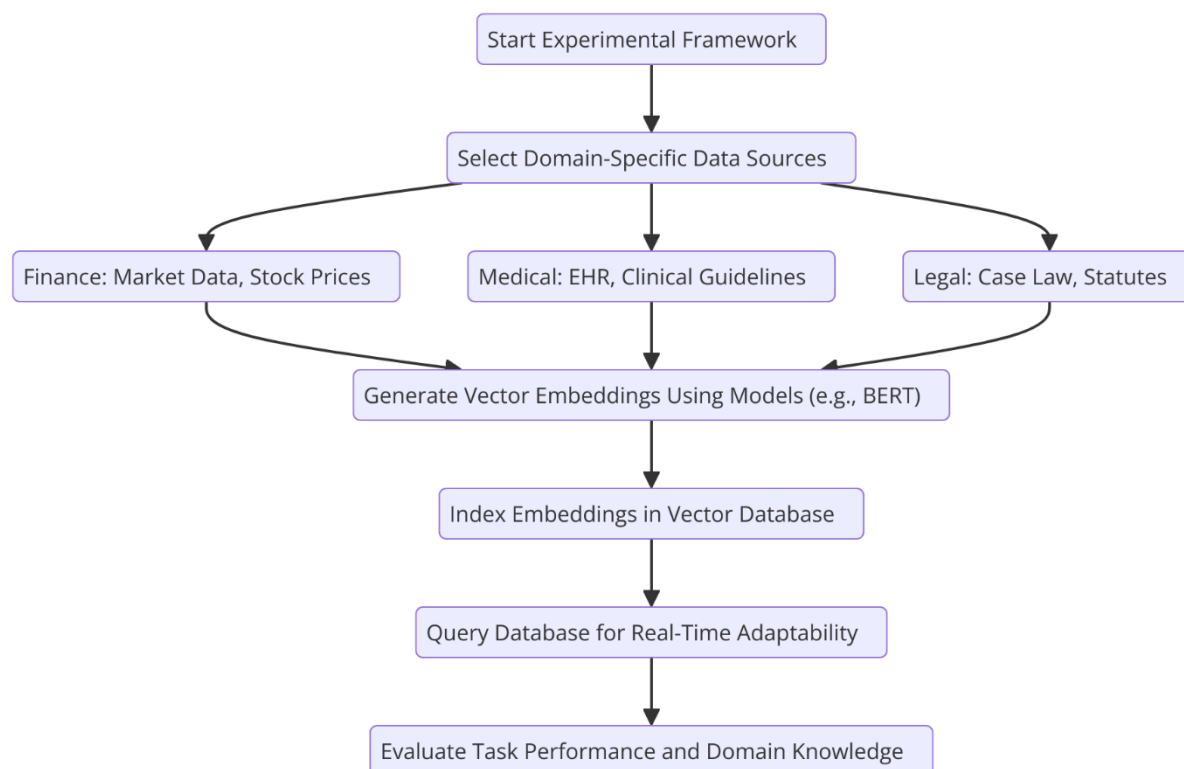 Start Experimental Framework
Select Domain-Specific Data Sources
Finance: Market Data, Stock Prices
Medical: EHR, Clinical Guidelines
Legal: Case Law, Statutes
Generate Vector Embeddings Using Models (e.g., BERT)
Index Embeddings in Vector Database
Query Database for Real-Time Adaptability
Evaluate Task Performance and Domain Knowledge